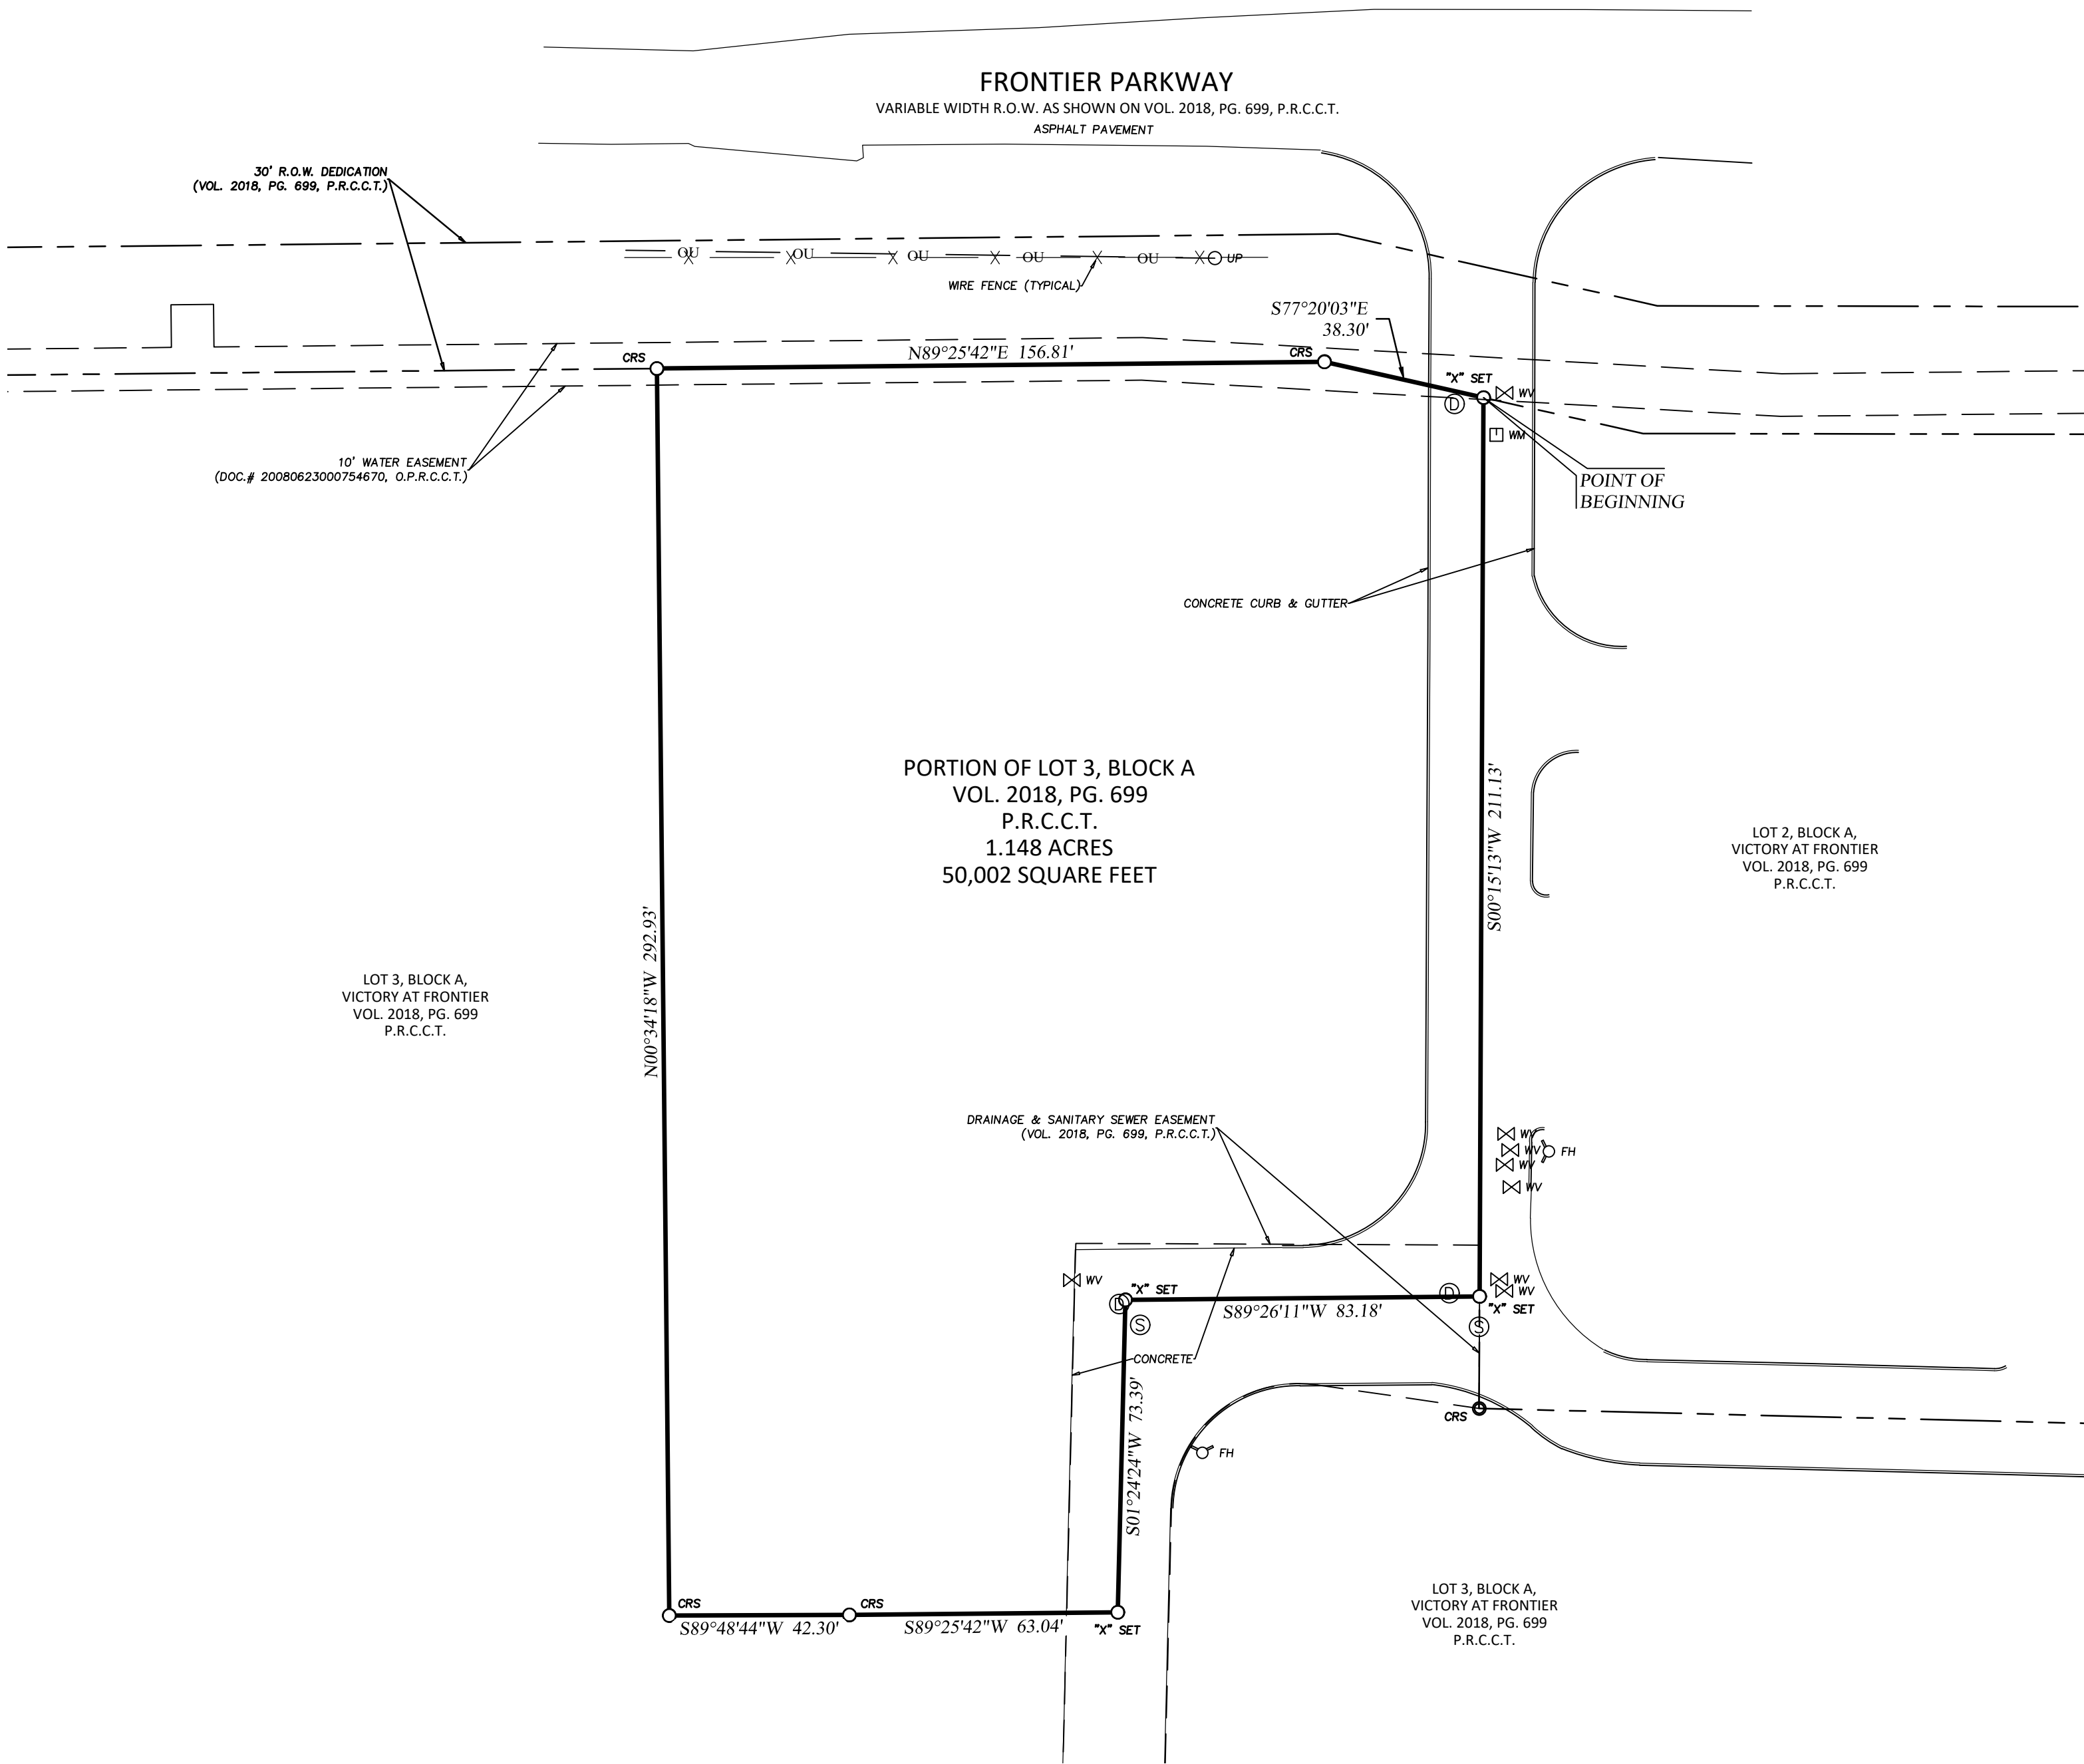 FRONTIER PARKWAY
VARIABLE WIDTH R.O.W. AS SHOWN ON VOL. 2018, PG. 699, P.R.C.C.T.
ASPHALT PAVEMENT
30' R.O.W. DEDICATION
(VOL. 2018, PG. 699, P.R.C.C.T.)
OU
OU
OU
OU
OU
UP
WIRE FENCE (TYPICAL)
S77°20'03"E
38.30'
CRS
N89°25'42"E 156.81'
CRS
"X" SET
WV
D
WM
10' WATER EASEMENT
(DOC.# 20080623000754670, O.P.R.C.C.T.)
POINT OF
BEGINNING
CONCRETE CURB & GUTTER
PORTION OF LOT 3, BLOCK A
VOL. 2018, PG. 699
P.R.C.C.T.
1.148 ACRES
50,002 SQUARE FEET
S00°15'13"W 211.13'
LOT 2, BLOCK A,
VICTORY AT FRONTIER
VOL. 2018, PG. 699
P.R.C.C.T.
N00°34'18"W 292.93'
LOT 3, BLOCK A,
VICTORY AT FRONTIER
VOL. 2018, PG. 699
P.R.C.C.T.
DRAINAGE & SANITARY SEWER EASEMENT
(VOL. 2018, PG. 699, P.R.C.C.T.)
WV
WV
FH
WV
WV
WV
"X" SET
D
S
S89°26'11"W 83.18'
D
WV
WV
"X" SET
S
CONCRETE
S01°24'24"W 73.39'
CRS
FH
CRS
CRS
S89°48'44"W 42.30'
S89°25'42"W 63.04'
"X" SET
LOT 3, BLOCK A,
VICTORY AT FRONTIER
VOL. 2018, PG. 699
P.R.C.C.T.